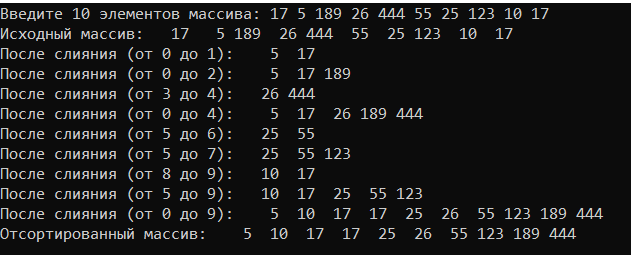 Введите 10 элементов массива: 17 5 189 26 444 55 25 123 10 17
Исходный массив:   17   5 189  26 444  55  25 123  10  17
После слияния (от 0 до 1):    5  17
После слияния (от 0 до 2):    5  17 189
После слияния (от 3 до 4):   26 444
После слияния (от 0 до 4):    5  17  26 189 444
После слияния (от 5 до 6):   25  55
После слияния (от 5 до 7):   25  55 123
После слияния (от 8 до 9):   10  17
После слияния (от 5 до 9):   10  17  25  55 123
После слияния (от 0 до 9):    5  10  17  17  25  26  55 123 189 444
Отсортированный массив:    5  10  17  17  25  26  55 123 189 444